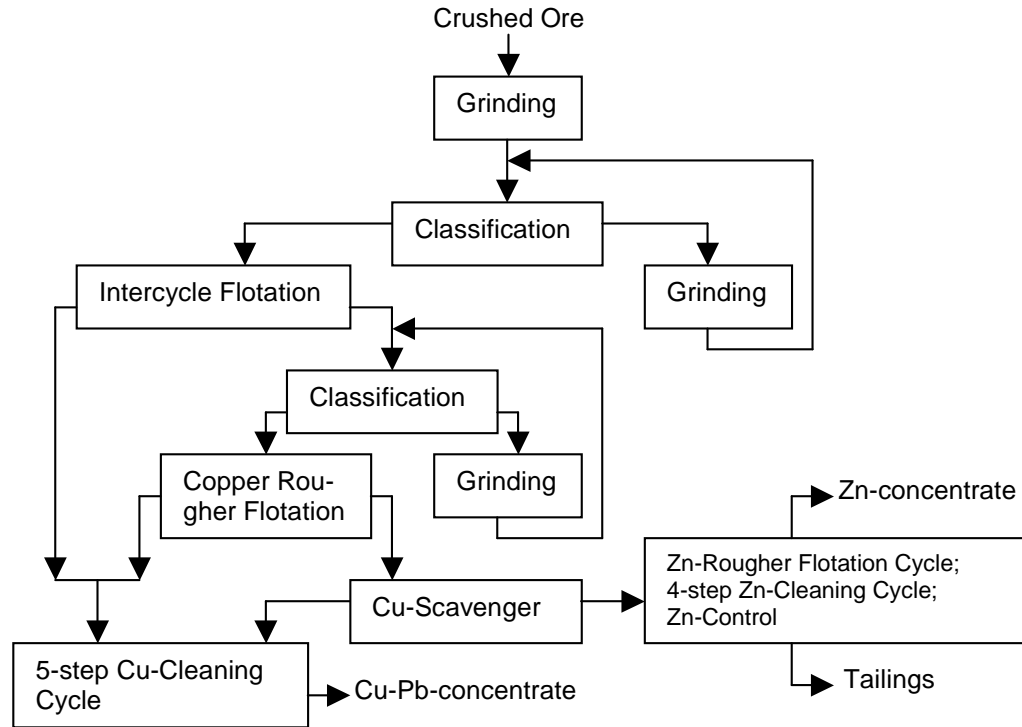 Crushed Ore
Grinding
Classification
Intercycle Flotation
Grinding
Classification
Copper Rou-
gher Flotation
Grinding
Zn-concentrate
Zn-Rougher Flotation Cycle;
4-step Zn-Cleaning Cycle;
Zn-Control
Cu-Scavenger
5-step Cu-Cleaning
Cycle
Cu-Pb-concentrate
Tailings